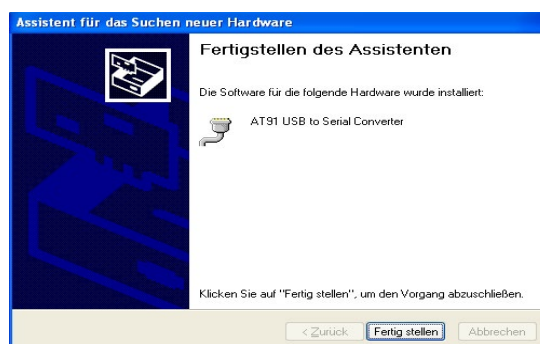 Assistent für das Suchen neuer Hardware
Fertigstellen des Assistenten
Die Software für die folgende Hardware wurde installiert:
AT91 USB to Serial Converter
Klicken Sie auf "Fertig stellen", um den Vorgang abzuschließen.
< Zurück Fertig stellen Abbrechen